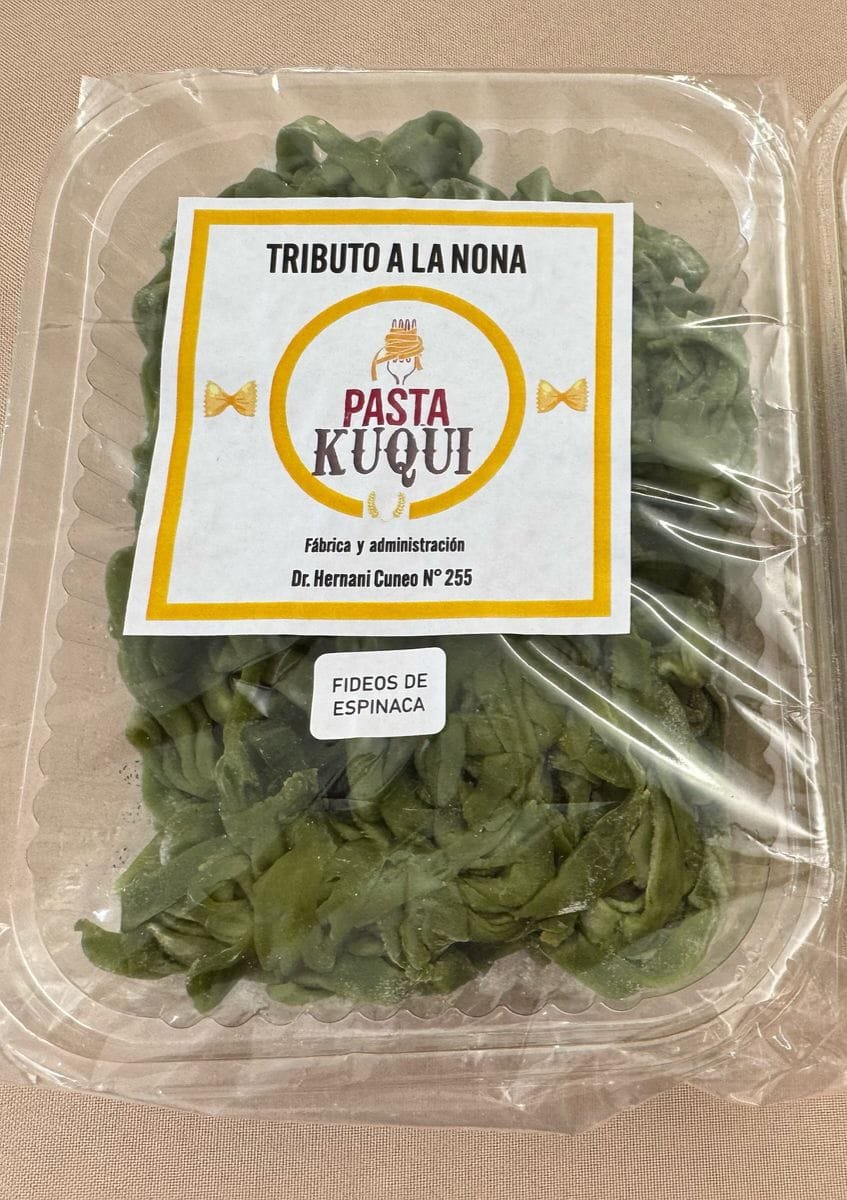 TRIBUTO A LA NONA
PASTA
KUQUI
Fábrica y administración
Dr. Hernani Cuneo N° 255
FIDEOS DE
ESPINACA